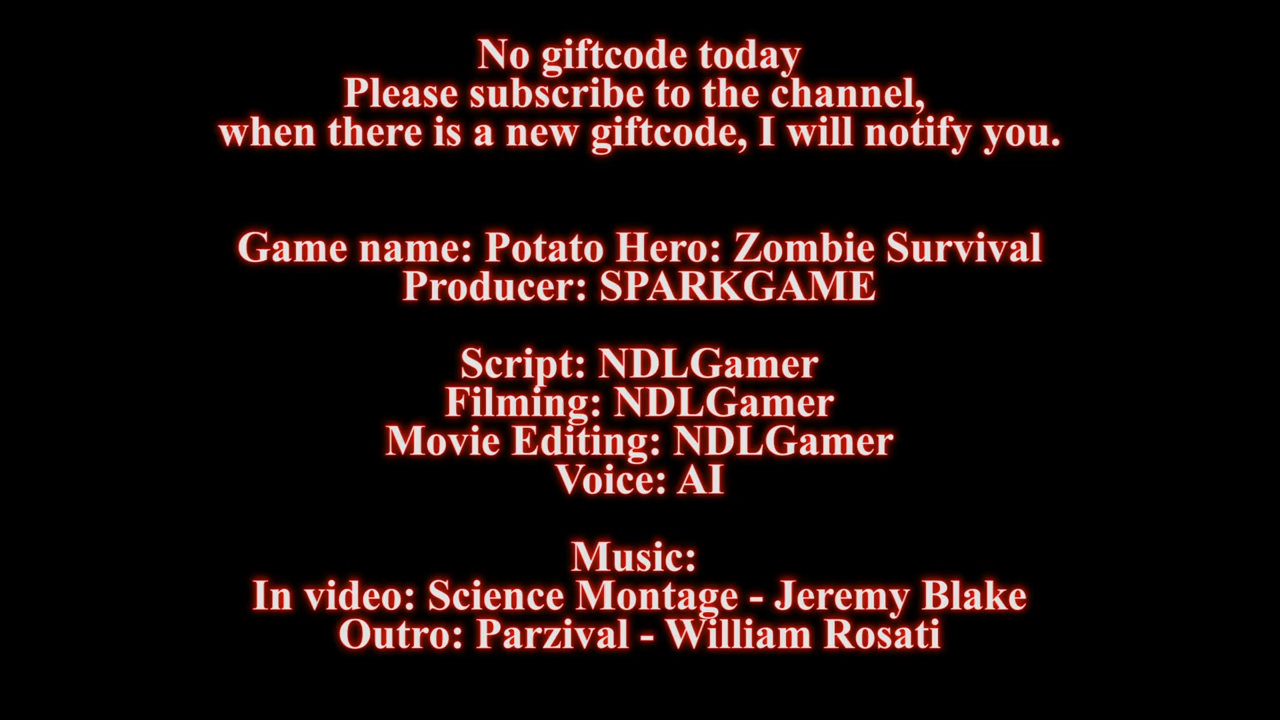 No giftcode today
Please subscribe to the channel,
when there is a new giftcode, I will notify you.
Game name: Potato Hero: Zombie Survival
Producer: SPARKGAME
Script: NDLGamer
Filming: NDLGamer
Movie Editing: NDLGamer
Voice: AI
Music:
In video: Science Montage - Jeremy Blake
Outro: Parzival - William Rosati